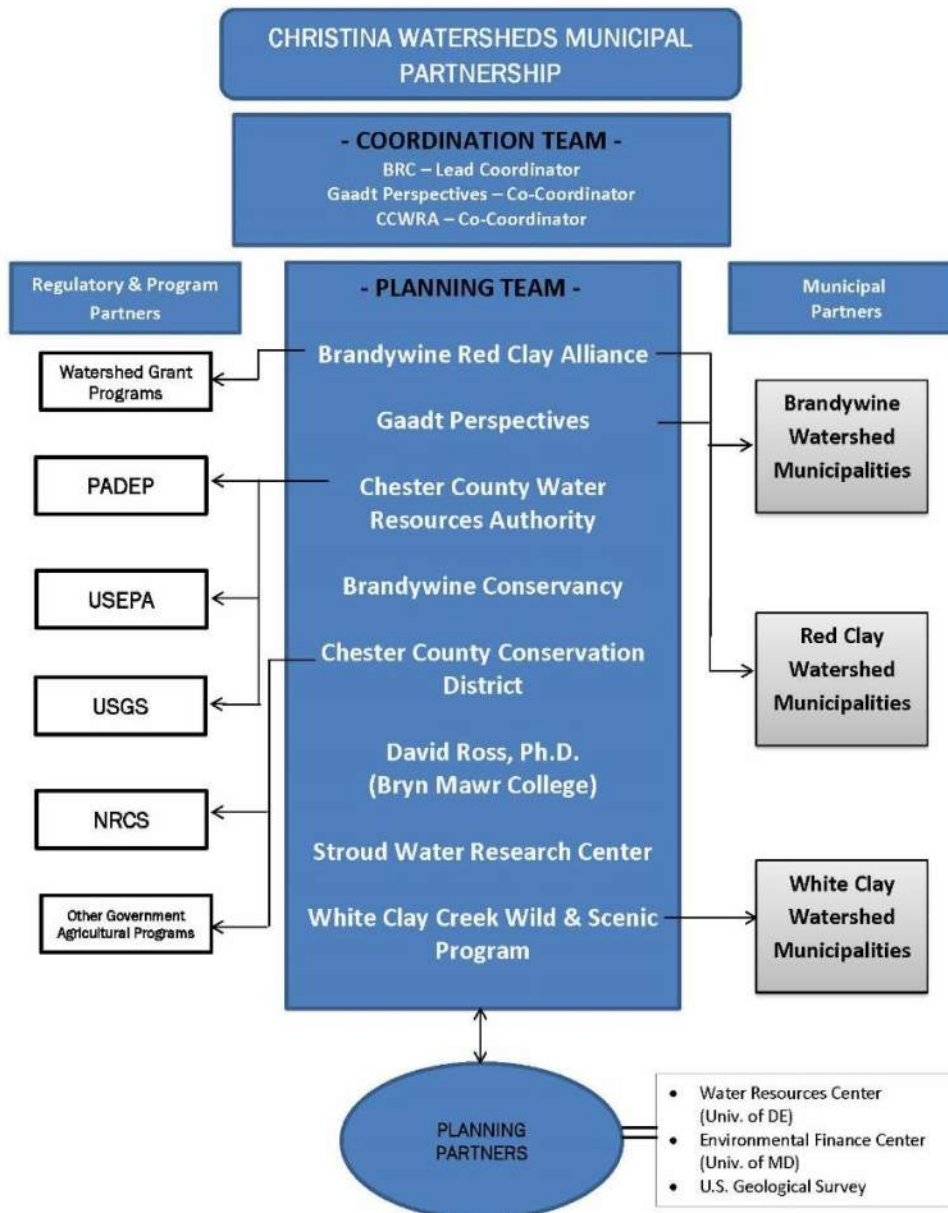 CHRISTINA WATERSHEDS MUNICIPAL
PARTNERSHIP
- COORDINATION TEAM -
BRC – Lead Coordinator
Gaadt Perspectives – Co-Coordinator
CCWRA – Co-Coordinator
Regulatory & Program
Partners
Watershed Grant
Programs
PADEP
USEPA
USGS
NRCS
Other Government
Agricultural Programs
- PLANNING TEAM -
Brandywine Red Clay Alliance
Gaadt Perspectives
Chester County Water
Resources Authority
Brandywine Conservancy
Chester County Conservation
District
David Ross, Ph.D.
(Bryn Mawr College)
Stroud Water Research Center
White Clay Creek Wild & Scenic
Program
Municipal
Partners
Brandywine
Watershed
Municipalities
Red Clay
Watershed
Municipalities
White Clay
Watershed
Municipalities
PLANNING
PARTNERS
• Water Resources Center
(Univ. of DE)
• Environmental Finance Center
(Univ. of MD)
• U.S. Geological Survey